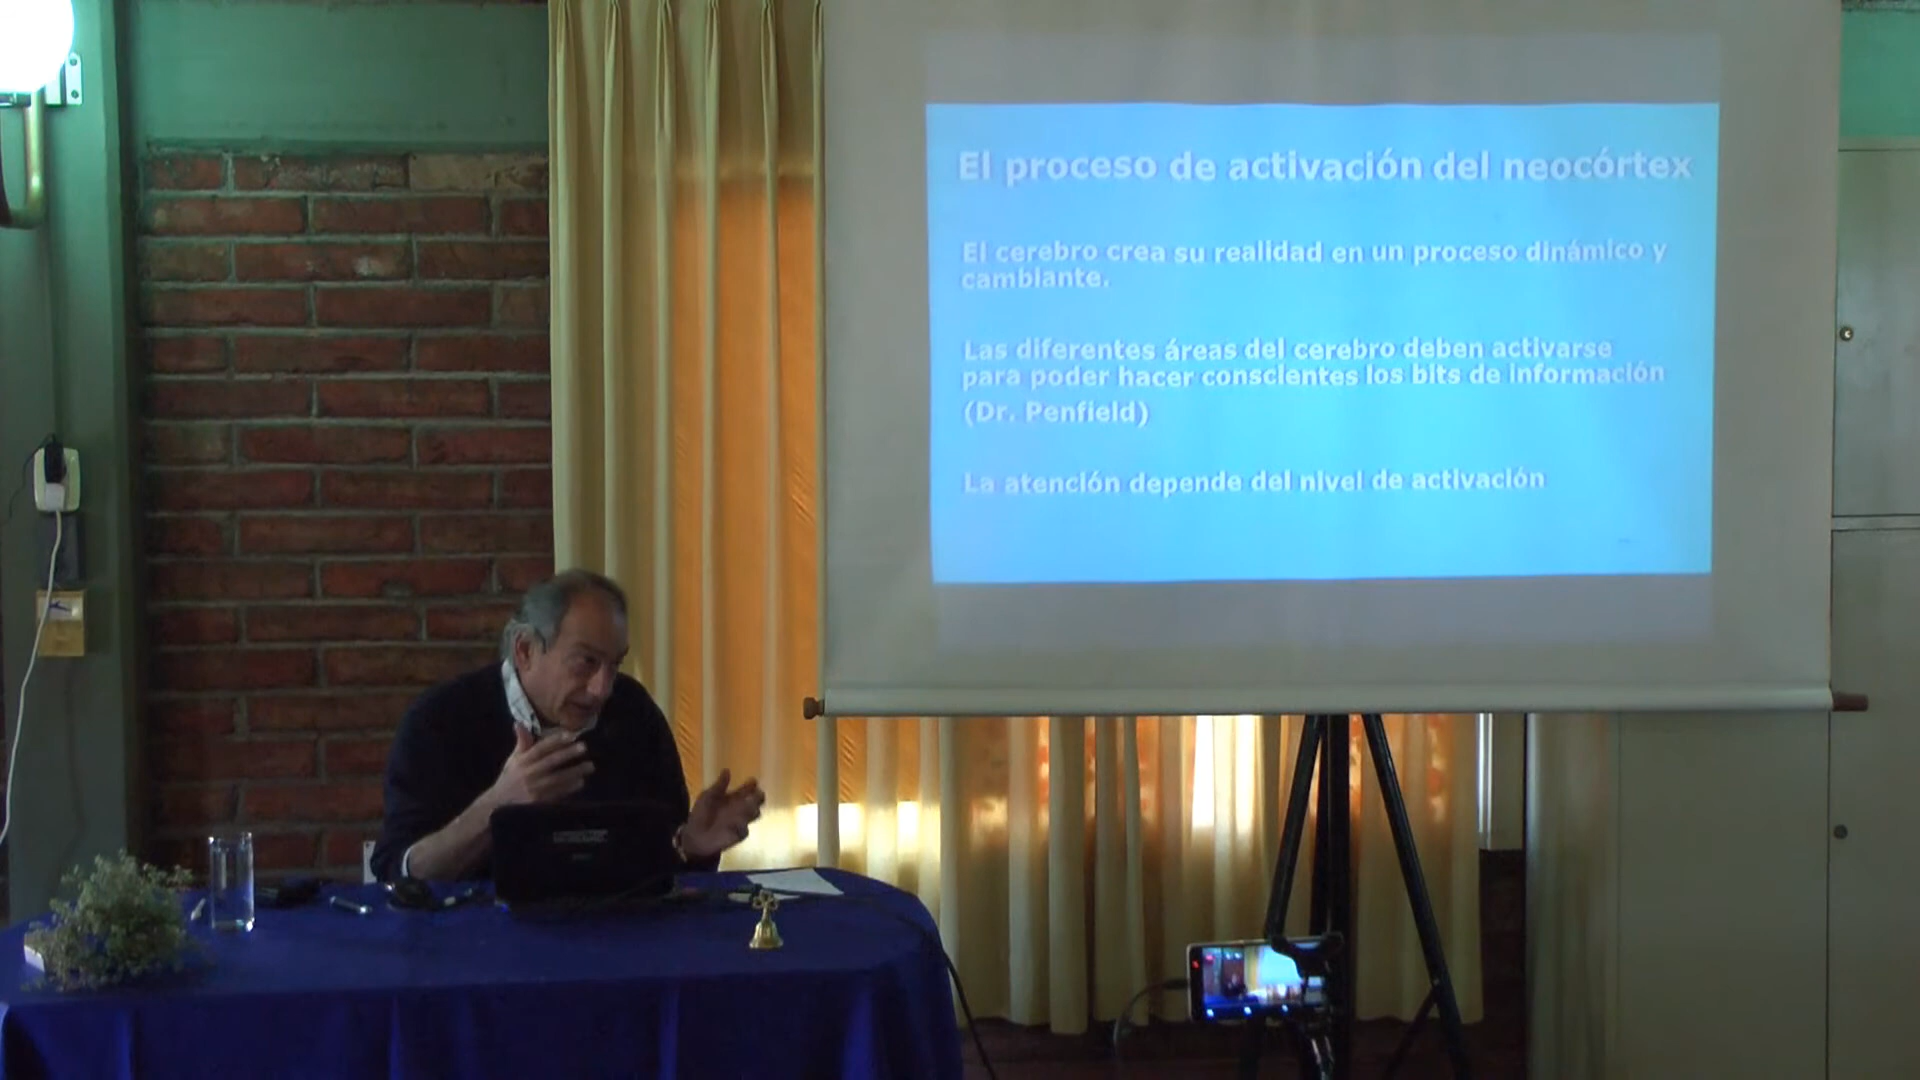 El proceso de activación del neocórtex
El cerebro crea su realidad en un proceso dinámico y
cambiante.
Las diferentes áreas del cerebro deben activarse
para poder hacer conscientes los bits de información
(Dr. Penfield)
La atención depende del nivel de activación